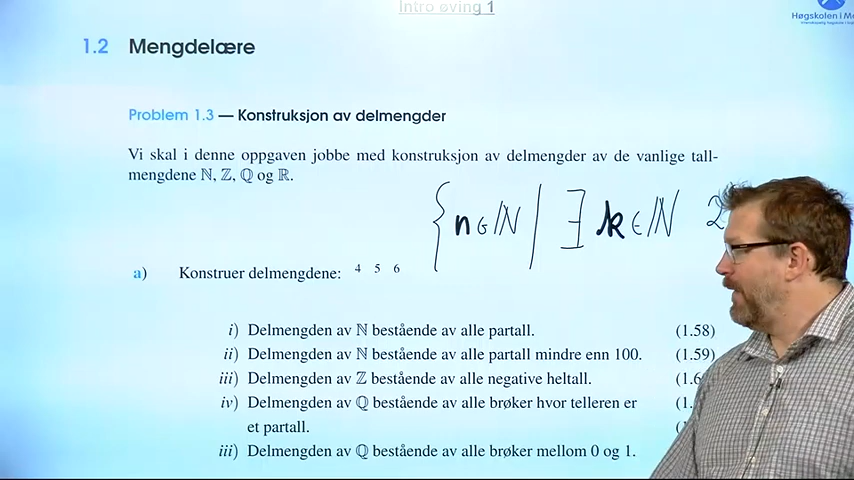 Intro øving 1
Høgskolen i M
1.2 Mengdelære
Problem 1.3 — Konstruksjon av delmengder
Vi skal i denne oppgaven jobbe med konstruksjon av delmengder av de vanlige tall-
mengdene ℕ, ℤ, ℚ og ℝ.
{ n ∈ ℕ | ∃ k ∈ ℕ 2
a) Konstruer delmengdene: 4 5 6
i) Delmengden av ℕ bestående av alle partall. (1.58)
ii) Delmengden av ℕ bestående av alle partall mindre enn 100. (1.59)
iii) Delmengden av ℤ bestående av alle negative heltall. (1.6
iv) Delmengden av ℚ bestående av alle brøker hvor telleren er (1.
et partall. (
iii) Delmengden av ℚ bestående av alle brøker mellom 0 og 1.